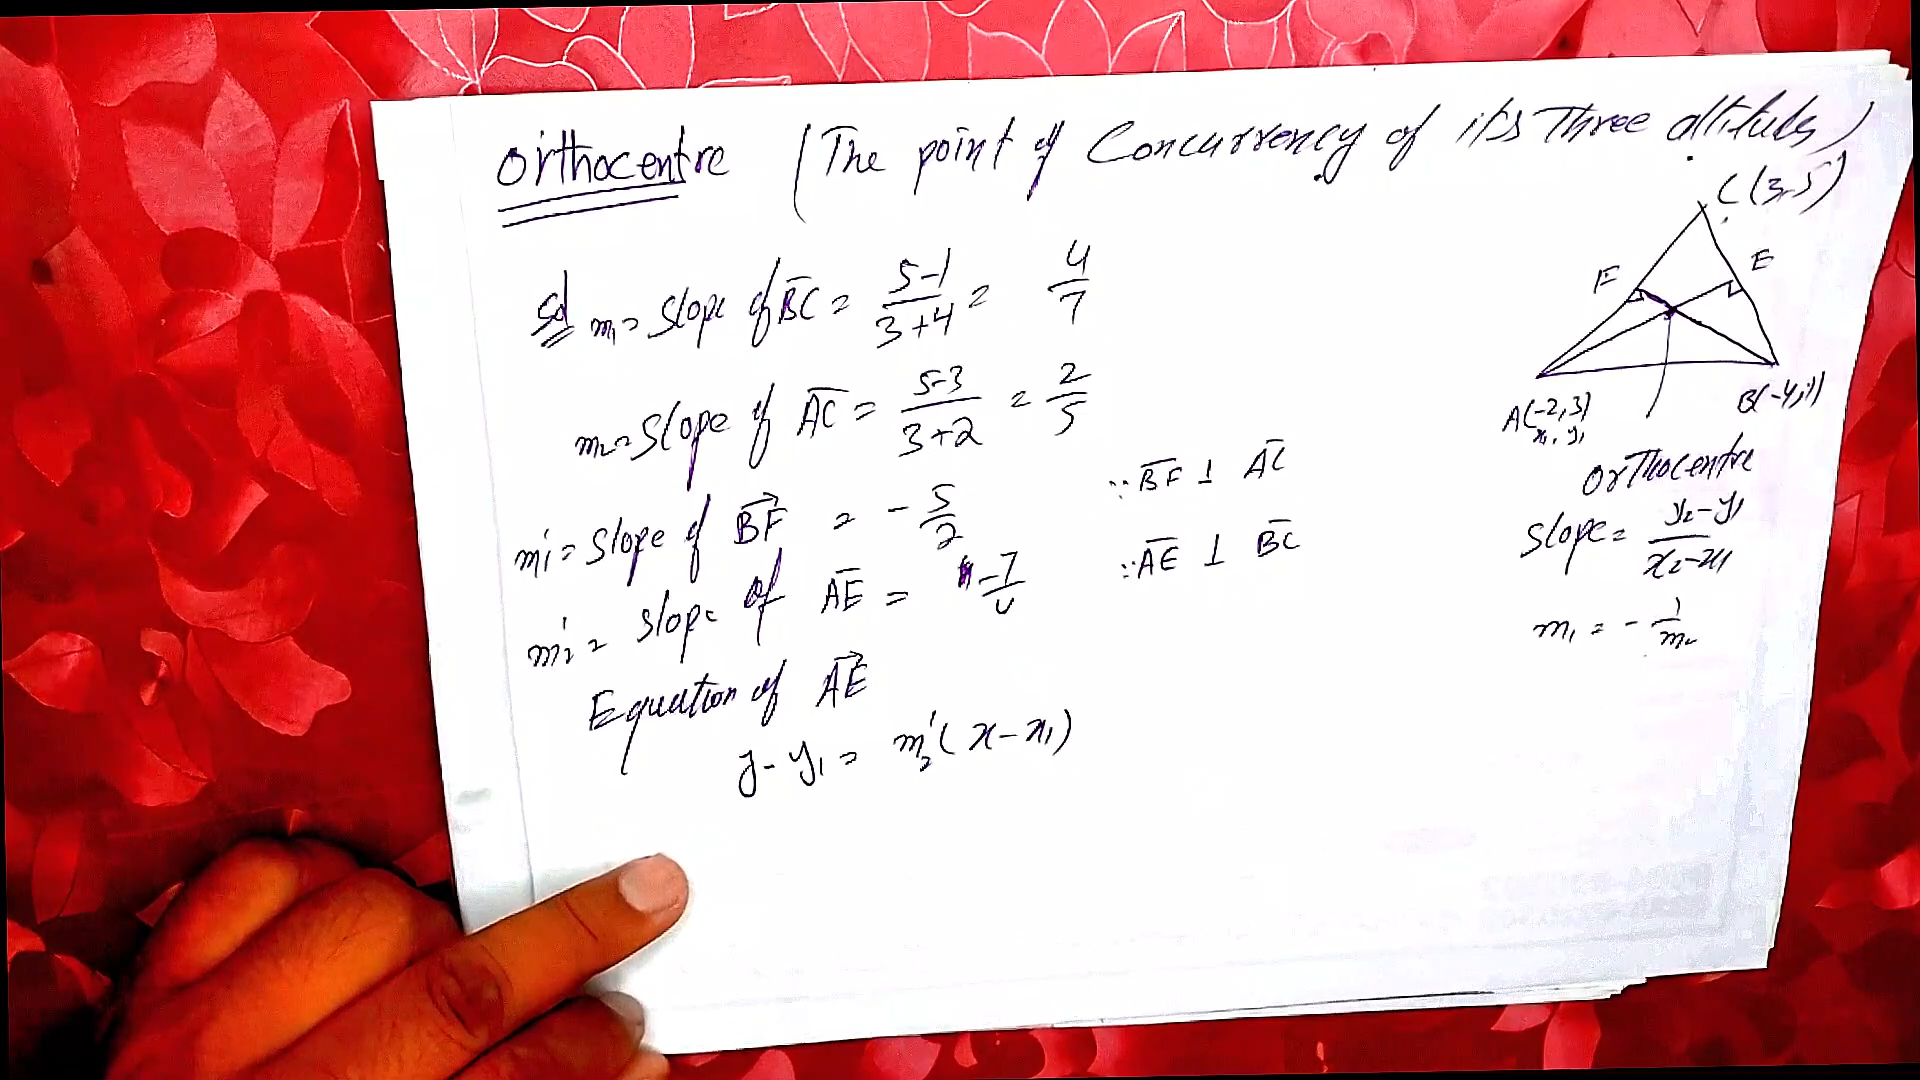 Orthocentre (The point of Concurrency of its Three altitudes)
Sol m₁ = Slope of BC = (5-1)/(3+4) = 4/7
m₂ = Slope of AC = (5-3)/(3+2) = 2/5
m₁' = Slope of BF = -5/2 ∵ BF ⊥ AC
m₂' = Slope of AE = -7/4 ∵ AE ⊥ BC
Equation of AE
y - y₁ = m₂'(x - x₁)
C(3,5)
F E
A(-2,3) B(-4,1)
x₁, y₁
Orthocentre
Slope = (y₂-y₁)/(x₂-x₁)
m₁ = -1/m₂